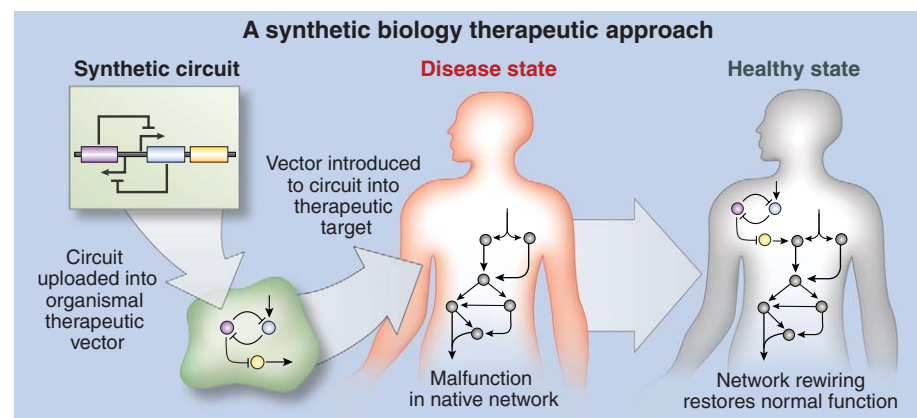 A synthetic biology therapeutic approach
Synthetic circuit
Disease state
Healthy state
Vector introduced
to circuit into
therapeutic
target
Circuit
uploaded into
organismal
therapeutic
vector
Malfunction
in native network
Network rewiring
restores normal function